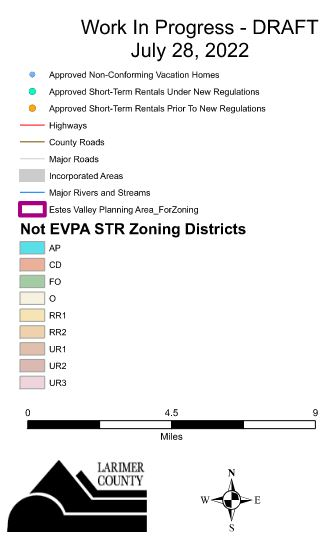 Work In Progress - DRAFT
July 28, 2022
Approved Non-Conforming Vacation Homes
Approved Short-Term Rentals Under New Regulations
Approved Short-Term Rentals Prior To New Regulations
Highways
County Roads
Major Roads
Incorporated Areas
Major Rivers and Streams
Estes Valley Planning Area_ForZoning
Not EVPA STR Zoning Districts
AP
CD
FO
O
RR1
RR2
UR1
UR2
UR3
0 4.5 9
Miles
LARIMER
COUNTY
N
W E
S